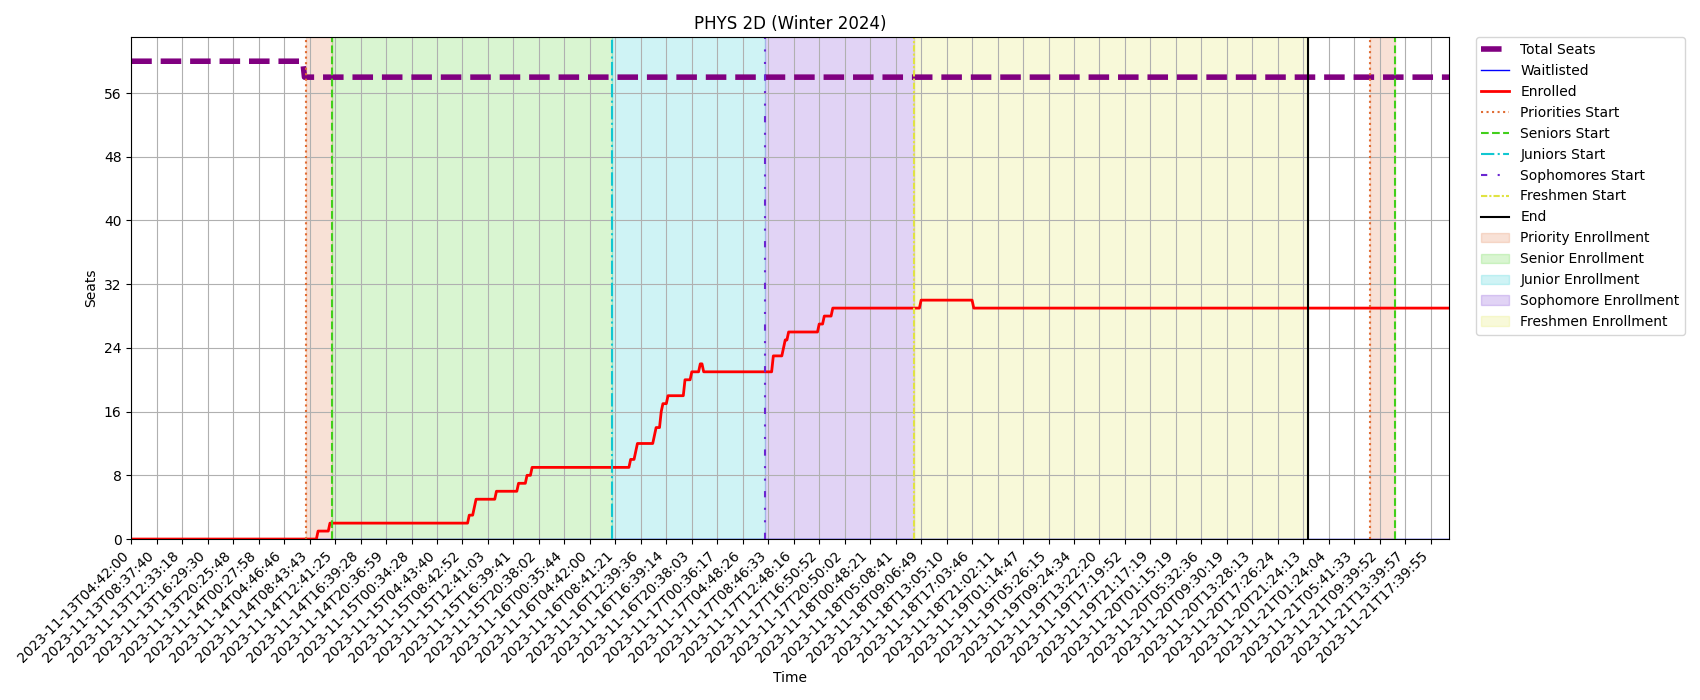 PHYS 2D (Winter 2024)
Seats
56
48
40
32
24
16
8
0
2023-11-13T04:42:00
2023-11-13T08:37:40
2023-11-13T12:33:18
2023-11-13T16:29:30
2023-11-13T20:25:48
2023-11-14T00:27:58
2023-11-14T04:46:46
2023-11-14T08:43:43
2023-11-14T12:41:25
2023-11-14T16:39:28
2023-11-14T20:36:59
2023-11-15T00:34:28
2023-11-15T04:43:40
2023-11-15T08:42:52
2023-11-15T12:41:03
2023-11-15T16:39:41
2023-11-15T20:38:02
2023-11-16T00:35:44
2023-11-16T04:42:00
2023-11-16T08:41:21
2023-11-16T12:39:36
2023-11-16T16:39:14
2023-11-16T20:38:03
2023-11-17T00:36:17
2023-11-17T04:48:26
2023-11-17T08:46:33
2023-11-17T12:48:16
2023-11-17T16:50:52
2023-11-17T20:50:02
2023-11-18T00:48:21
2023-11-18T05:08:41
2023-11-18T09:06:49
2023-11-18T13:05:10
2023-11-18T17:03:46
2023-11-18T21:02:11
2023-11-19T01:14:47
2023-11-19T05:26:15
2023-11-19T09:24:34
2023-11-19T13:22:20
2023-11-19T17:19:52
2023-11-19T21:17:19
2023-11-20T01:15:19
2023-11-20T05:32:36
2023-11-20T09:30:19
2023-11-20T13:28:13
2023-11-20T17:26:24
2023-11-20T21:24:13
2023-11-21T01:24:04
2023-11-21T05:41:33
2023-11-21T09:39:52
2023-11-21T13:39:57
2023-11-21T17:39:55
Time
Total Seats
Waitlisted
Enrolled
Priorities Start
Seniors Start
Juniors Start
Sophomores Start
Freshmen Start
End
Priority Enrollment
Senior Enrollment
Junior Enrollment
Sophomore Enrollment
Freshmen Enrollment